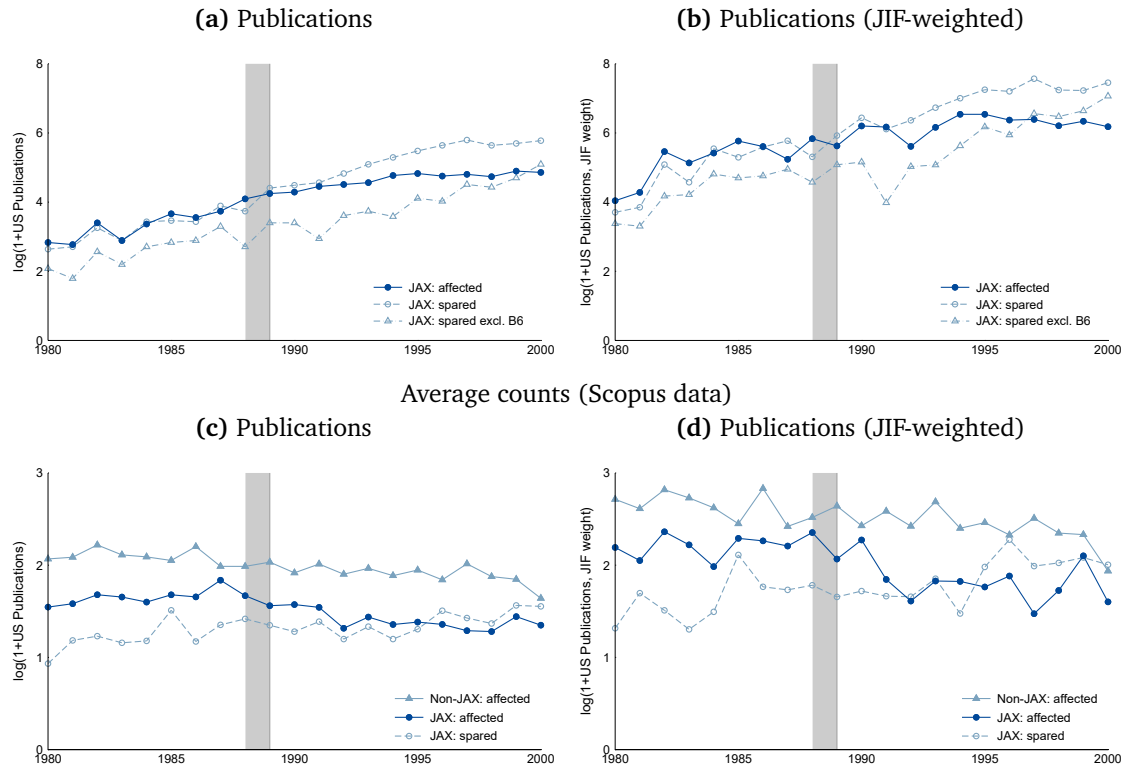 (a) Publications
log(1+US Publications)
8
6
4
2
0
1980 1985 1990 1995 2000
JAX: affected
JAX: spared
JAX: spared excl. B6
(b) Publications (JIF-weighted)
log(1+US Publications, JIF weight)
8
6
4
2
0
1980 1985 1990 1995 2000
JAX: affected
JAX: spared
JAX: spared excl. B6
Average counts (Scopus data)
(c) Publications
log(1+US Publications)
3
2
1
0
1980 1985 1990 1995 2000
Non-JAX: affected
JAX: affected
JAX: spared
(d) Publications (JIF-weighted)
log(1+US Publications, JIF weight)
3
2
1
0
1980 1985 1990 1995 2000
Non-JAX: affected
JAX: affected
JAX: spared